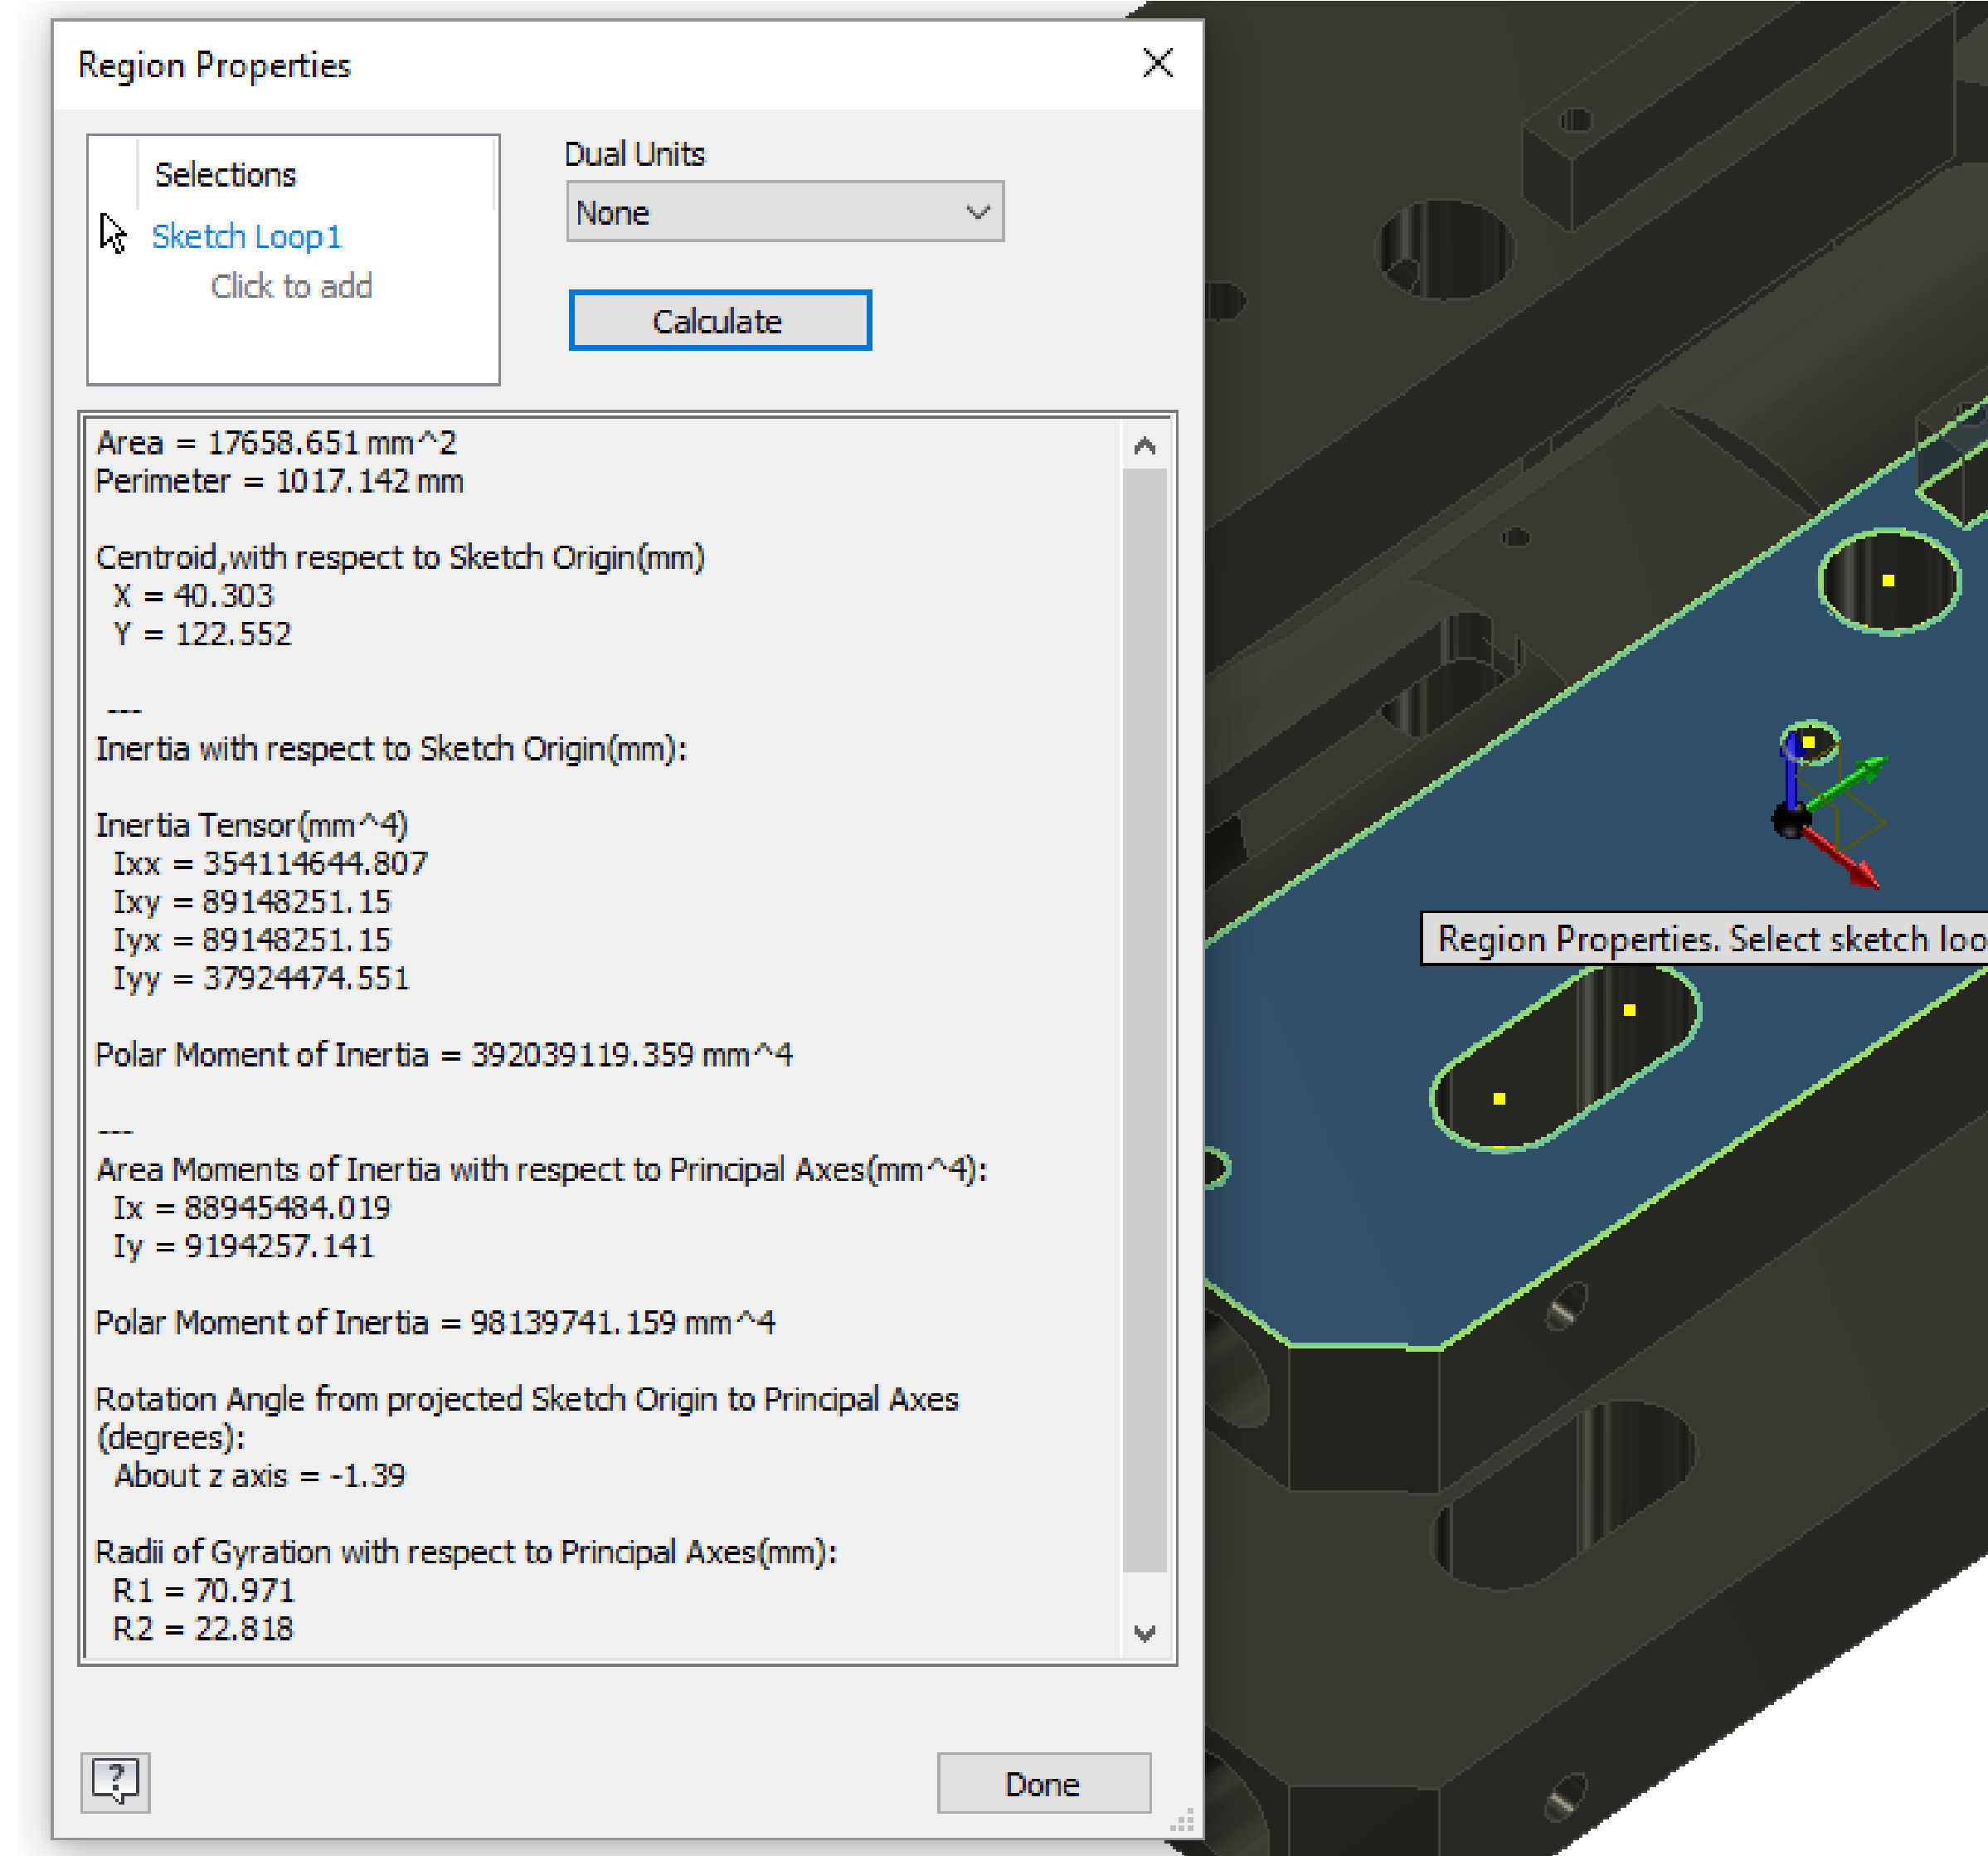 Region Properties
Selections
Sketch Loop1
Click to add
Dual Units
None
Calculate
Area = 17658.651 mm^2
Perimeter = 1017.142 mm
Centroid,with respect to Sketch Origin(mm)
X = 40.303
Y = 122.552
---
Inertia with respect to Sketch Origin(mm):
Inertia Tensor(mm^4)
Ixx = 354114644.807
Ixy = 89148251.15
Iyx = 89148251.15
Iyy = 37924474.551
Polar Moment of Inertia = 392039119.359 mm^4
---
Area Moments of Inertia with respect to Principal Axes(mm^4):
Ix = 88945484.019
Iy = 9194257.141
Polar Moment of Inertia = 98139741.159 mm^4
Rotation Angle from projected Sketch Origin to Principal Axes
(degrees):
About z axis = -1.39
Radii of Gyration with respect to Principal Axes(mm):
R1 = 70.971
R2 = 22.818
?
Done
Region Properties. Select sketch loo